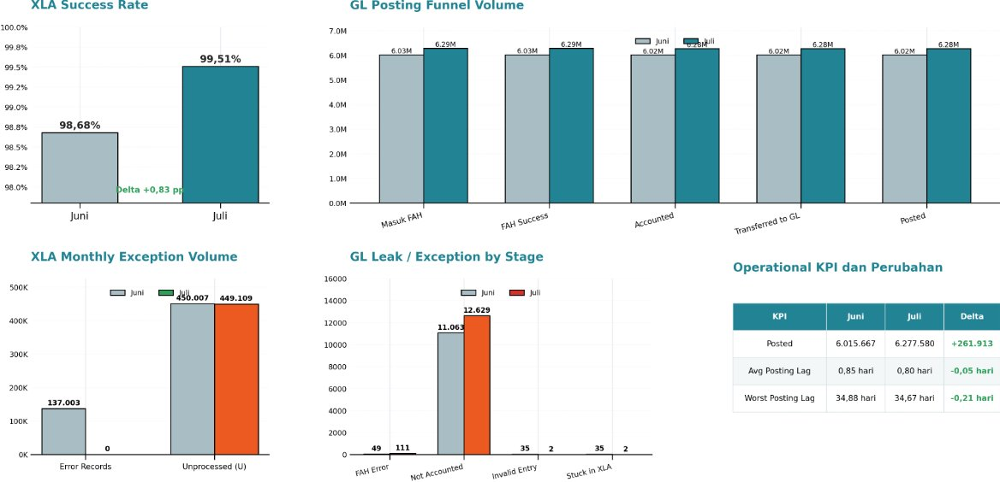 XLA Success Rate
100.0%
99.8%
99.5%
99.2%
99.0%
98.8%
98.5%
98.2%
98.0%
98,68%
99,51%
Delta +0,83 pp
Juni
Juli
GL Posting Funnel Volume
7.0M
6.0M
5.0M
4.0M
3.0M
2.0M
1.0M
0.0M
Juni
Juli
6.03M
6.29M
6.03M
6.29M
6.02M
6.28M
6.02M
6.28M
6.02M
6.28M
Masuk FAH
FAH Success
Accounted
Transferred to GL
Posted
XLA Monthly Exception Volume
500K
400K
300K
200K
100K
0K
Juni
Juli
137.003
0
450.007
449.109
Error Records
Unprocessed (U)
GL Leak / Exception by Stage
16000
14000
12000
10000
8000
6000
4000
2000
0
Juni
Juli
49
111
11.063
12.629
35
2
35
2
FAH Error
Not Accounted
Invalid Entry
Stuck in XLA
Operational KPI dan Perubahan
KPI Juni Juli Delta
Posted 6.015.667 6.277.580 +261.913
Avg Posting Lag 0,85 hari 0,80 hari -0,05 hari
Worst Posting Lag 34,88 hari 34,67 hari -0,21 hari